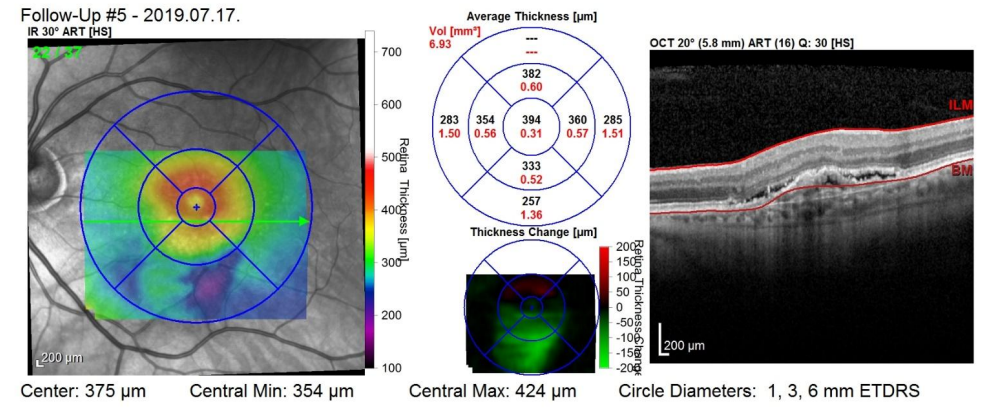 Follow-Up #5 - 2019.07.17.
IR 30° ART [HS]
22 / 37
200 µm
700
600
500
400
300
200
100
Retina Thickness [µm]
Average Thickness [µm]
Vol [mm³]
6.93
---
---
382
0.60
283
1.50
354
0.56
394
0.31
360
0.57
285
1.51
333
0.52
257
1.36
Thickness Change [µm]
200
150
100
50
0
-50
-100
-150
-200
OCT 20° (5.8 mm) ART (16) Q: 30 [HS]
ILM
BM
200 µm
Center: 375 µm Central Min: 354 µm Central Max: 424 µm Circle Diameters: 1, 3, 6 mm ETDRS